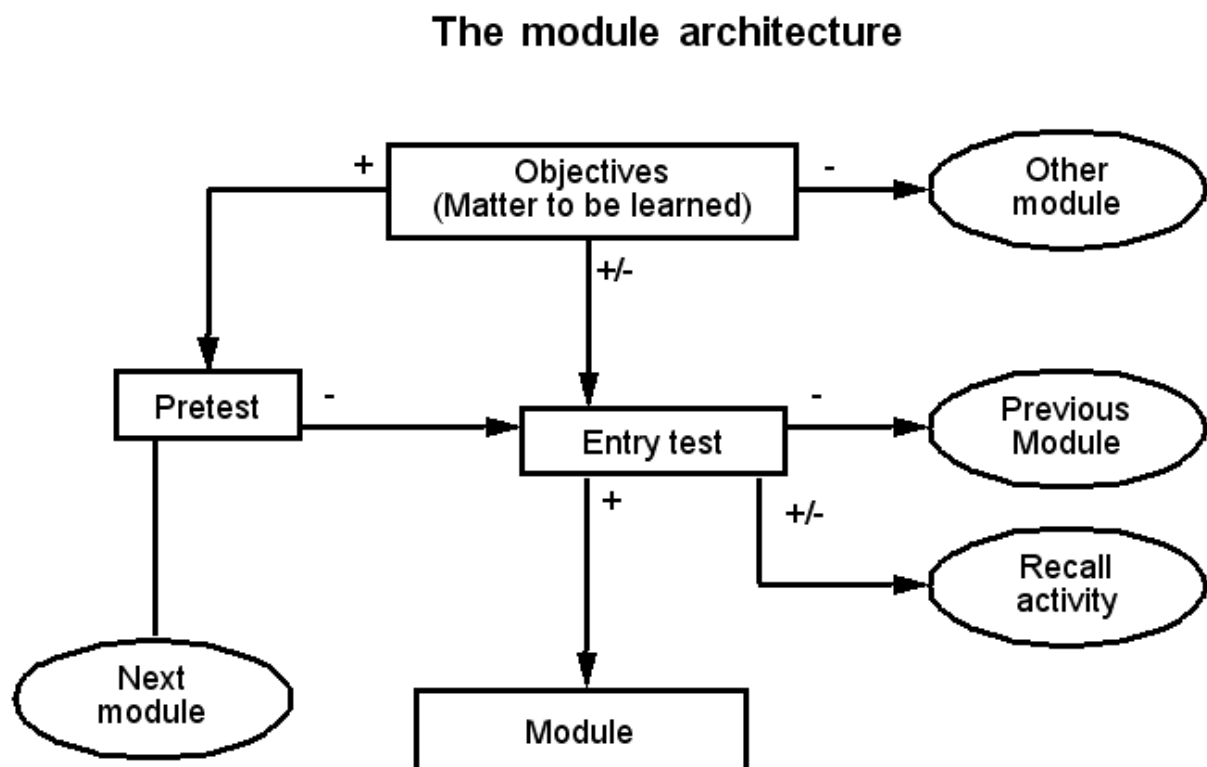 The module architecture
+
Objectives
(Matter to be learned)
-
Other
module
+/-
Pretest
-
Entry test
-
Previous
Module
+
+/-
Recall
activity
Next
module
Module